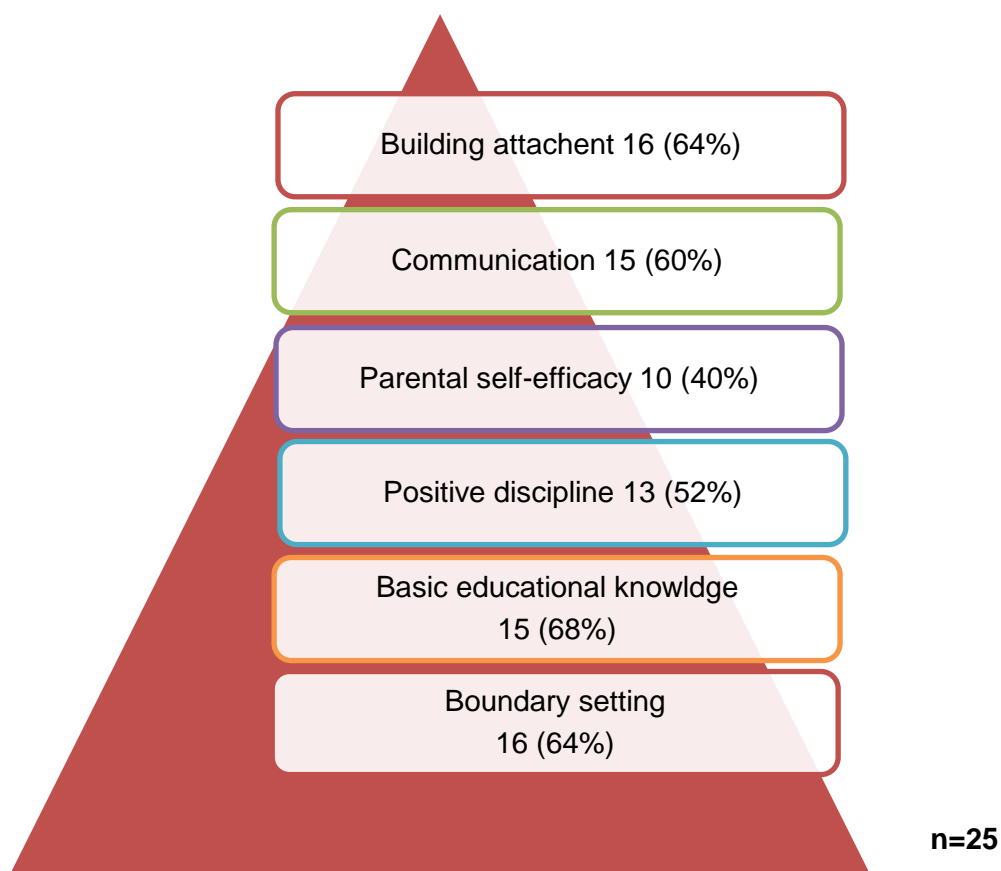 Building attachent 16 (64%)
Communication 15 (60%)
Parental self-efficacy 10 (40%)
Positive discipline 13 (52%)
Basic educational knowldge
15 (68%)
Boundary setting
16 (64%)
n=25